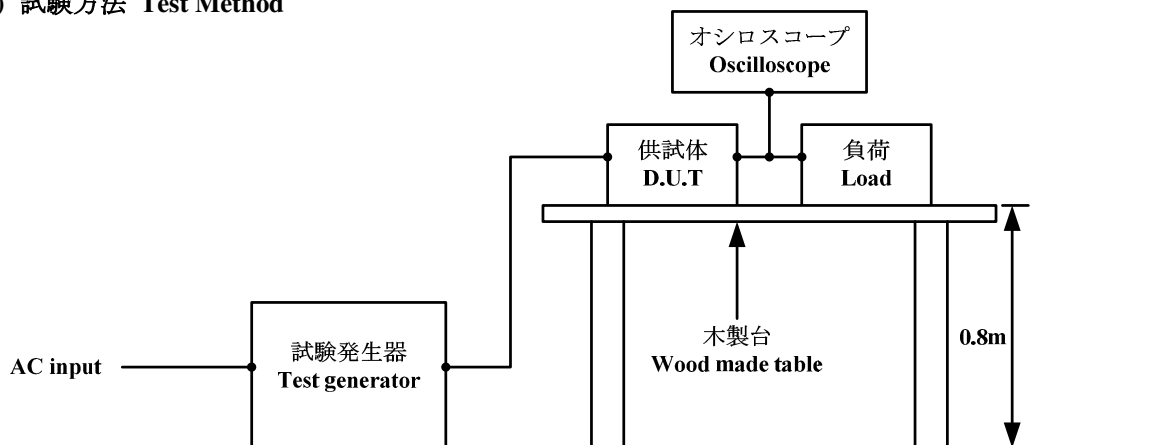 ) 試験方法 Test Method
オシロスコープ
Oscilloscope
供試体
D.U.T
負荷
Load
木製台
Wood made table
0.8m
試験発生器
Test generator
AC input